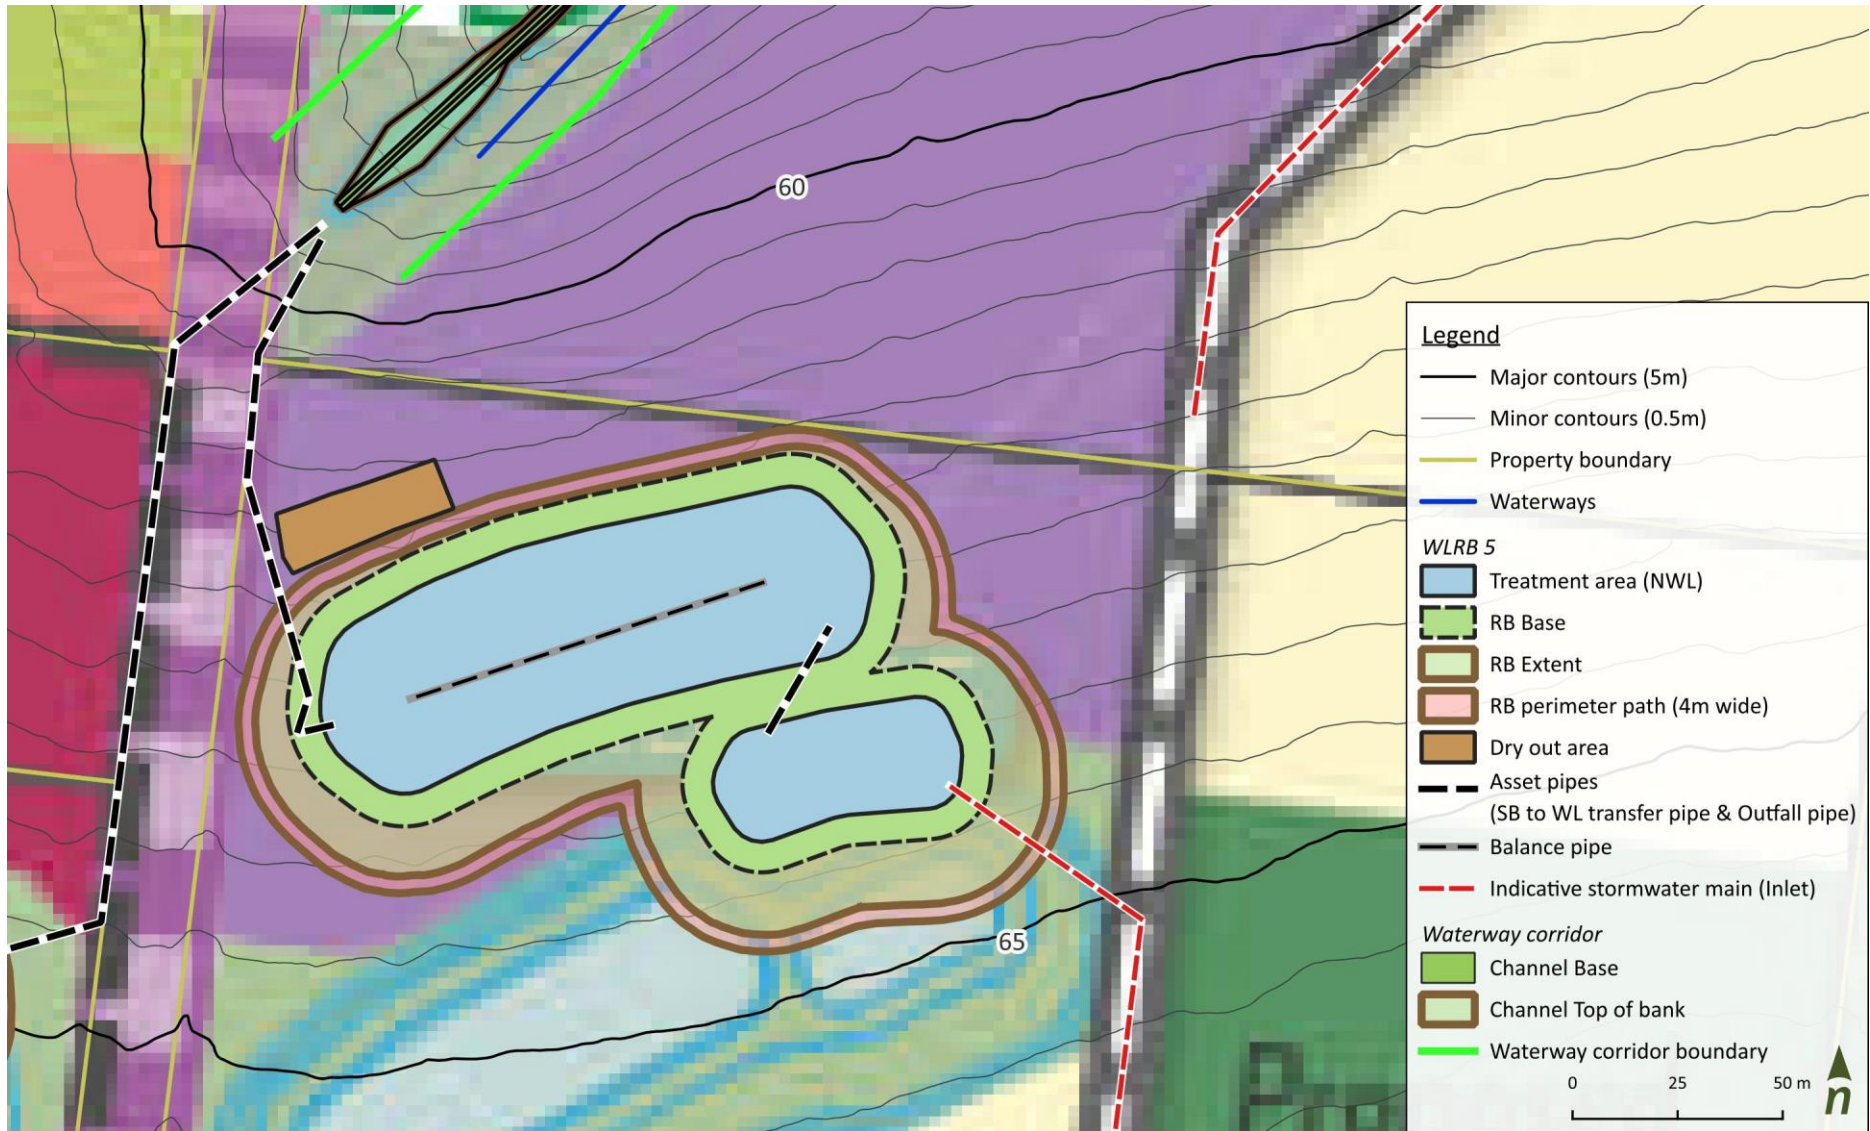 60
65
Legend
Major contours (5m)
Minor contours (0.5m)
Property boundary
Waterways
WLRB 5
Treatment area (NWL)
RB Base
RB Extent
RB perimeter path (4m wide)
Dry out area
Asset pipes
(SB to WL transfer pipe & Outfall pipe)
Balance pipe
Indicative stormwater main (Inlet)
Waterway corridor
Channel Base
Channel Top of bank
Waterway corridor boundary
0 25 50 m
n